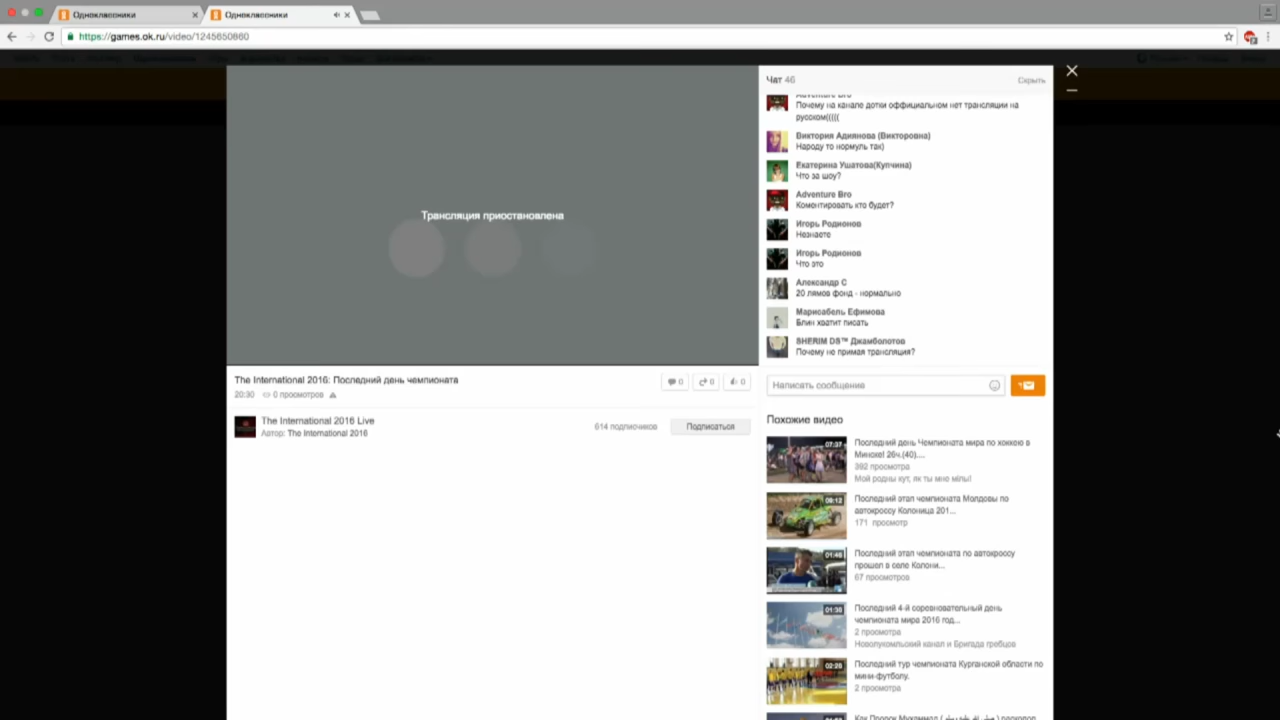 Одноклассники
Одноклассники
https://games.ok.ru/video/1245650860
Трансляция приостановлена
Чат 46
Скрыть
Adventure Bro
Почему на канале дотки оффициальном нет трансляции на
русском(((((
Виктория Адиянова (Викторовна)
Народу то нормуль так)
Екатерина Ушатова(Купчина)
Что за шоу?
Adventure Bro
Коментировать кто будет?
Игорь Родионов
Незнаете
Игорь Родионов
Что это
Александр С
20 лямов фонд - нормально
Марисабель Ефимова
Блин хватит писать
SHERIM DS™ Джамболотов
Почему не примая трансляция?
Написать сообщение
The International 2016: Последний день чемпионата
0
0
0
20:30
0 просмотров
The International 2016 Live
Автор: The International 2016
614 подписчиков
Подписаться
Похожие видео
07:37
Последний день Чемпионата мира по хоккею в
Минске! 26ч.(40)....
392 просмотра
Мой родны кут, як ты мне мілы!
08:12
Последний этап чемпионата Молдовы по
автокроссу Колоница 201...
171 просмотр
01:48
Последний этап чемпионата по автокроссу
прошел в селе Колони...
67 просмотров
01:38
Последний 4-й соревновательный день
чемпионата мира 2016 год...
2 просмотра
Новолукомльский канал и Бригада гребцов
02:26
Последний тур чемпионата Курганской области по
мини-футболу.
2 просмотра
Как Пророк Мухаммад